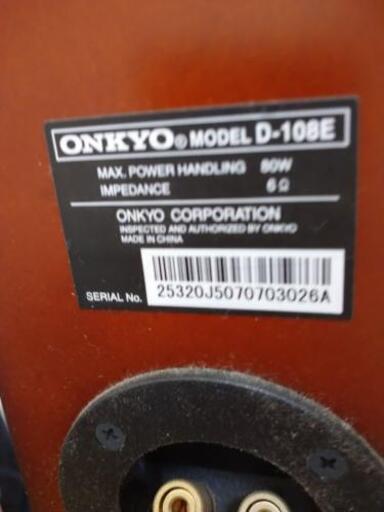 ONKYO® MODEL D-108E
MAX. POWER HANDLING 80W
IMPEDANCE 6Ω
ONKYO CORPORATION
INSPECTED AND AUTHORIZED BY ONKYO
MADE IN CHINA
SERIAL No. 25320J5070703026A